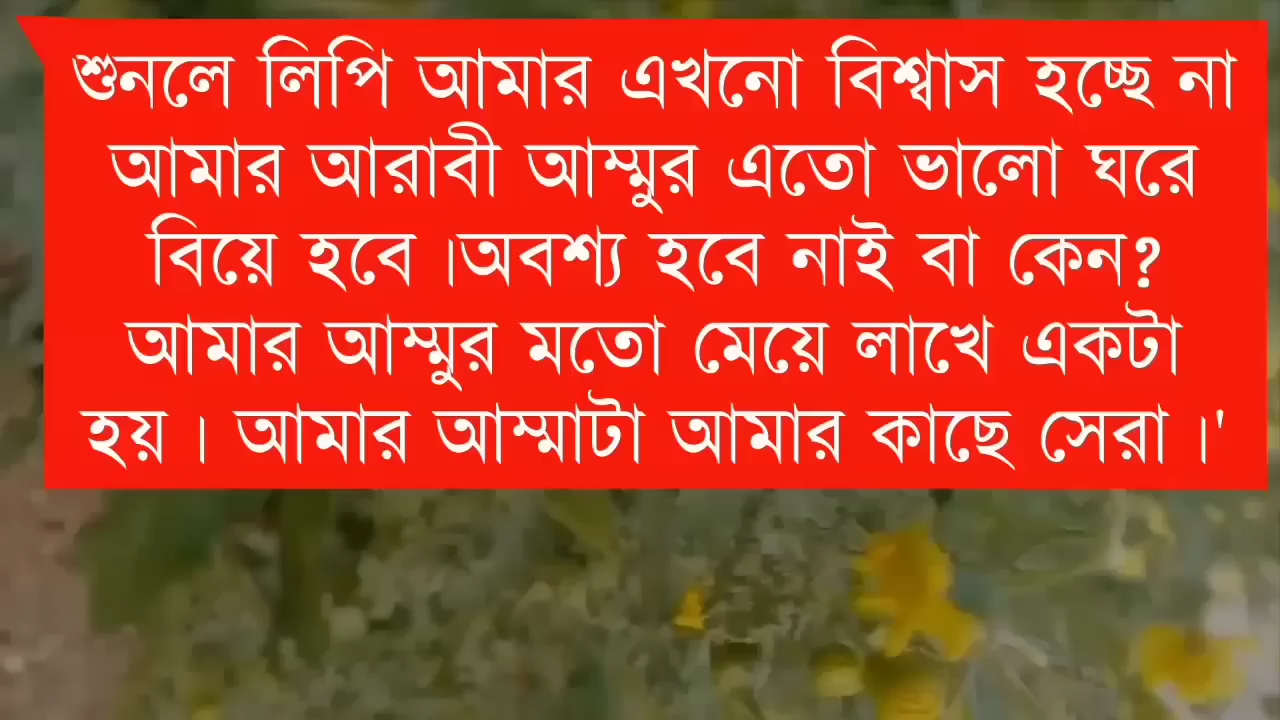 শুনলে লিপি আমার এখনো বিশ্বাস হচ্ছে না
আমার আরাবী আম্মুর এতো ভালো ঘরে
বিয়ে হবে ।অবশ্য হবে নাই বা কেন?
আমার আম্মুর মতো মেয়ে লাখে একটা
হয় । আমার আম্মাটা আমার কাছে সেরা ।'